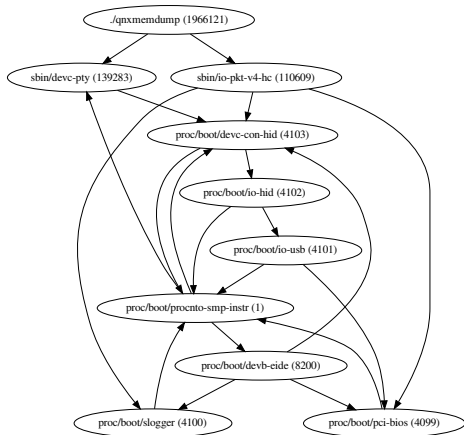 ./qnxmemdump (1966121)
sbin/devc-pty (139283)
sbin/io-pkt-v4-hc (110609)
proc/boot/devc-con-hid (4103)
proc/boot/io-hid (4102)
proc/boot/io-usb (4101)
proc/boot/procnto-smp-instr (1)
proc/boot/devb-eide (8200)
proc/boot/slogger (4100)
proc/boot/pci-bios (4099)